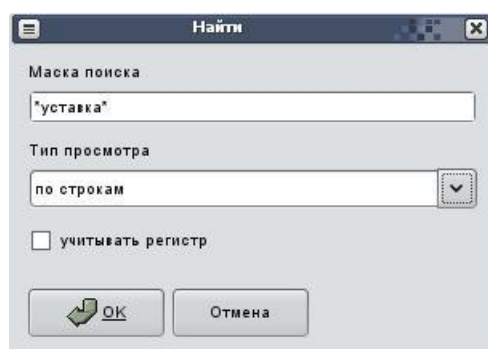 Найти
Маска поиска
*уставка*
Тип просмотра
по строкам
учитывать регистр
OK
Отмена